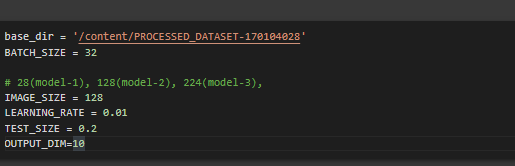 base_dir = '/content/PROCESSED_DATASET-170104028'
BATCH_SIZE = 32
# 28(model-1), 128(model-2), 224(model-3),
IMAGE_SIZE = 128
LEARNING_RATE = 0.01
TEST_SIZE = 0.2
OUTPUT_DIM=10